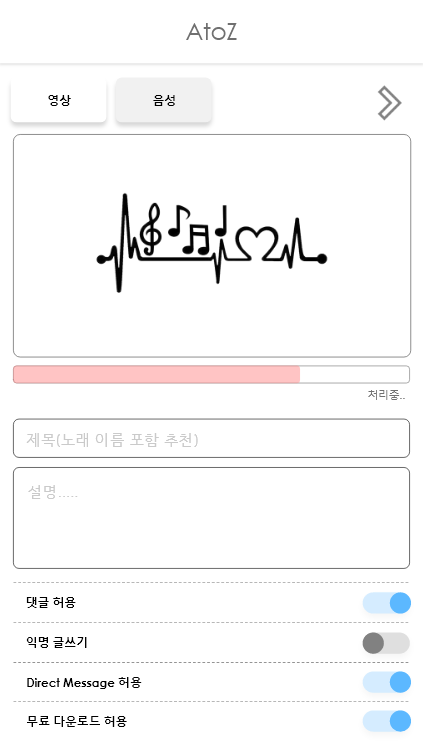 AtoZ
영상 음성
처리중..
제목(노래 이름 포함 추천)
설명.....
댓글 허용
익명 글쓰기
Direct Message 허용
무료 다운로드 허용